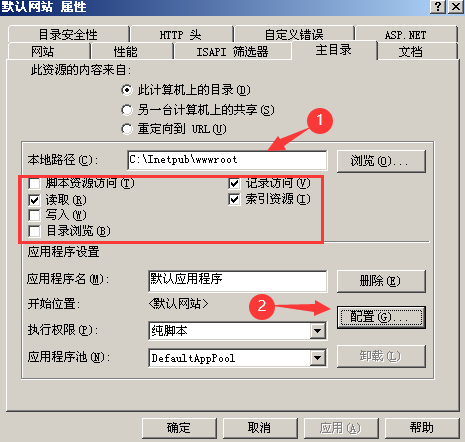 默认网站 属性
目录安全性 HTTP 头 自定义错误 ASP.NET
网站 性能 ISAPI 筛选器 主目录 文档
此资源的内容来自:
此计算机上的目录(D)
另一台计算机上的共享(S)
重定向到 URL(U)
1
本地路径(C): C:\Inetpub\wwwroot 浏览(O)...
脚本资源访问(T) 记录访问(V)
读取(R) 索引资源(I)
写入(W)
目录浏览(B)
应用程序设置
应用程序名(M): 默认应用程序 删除(E)
开始位置: <默认网站> 2
执行权限(P): 纯脚本 配置(G)...
应用程序池(N): DefaultAppPool 卸载(L)
确定 取消 应用(A) 帮助